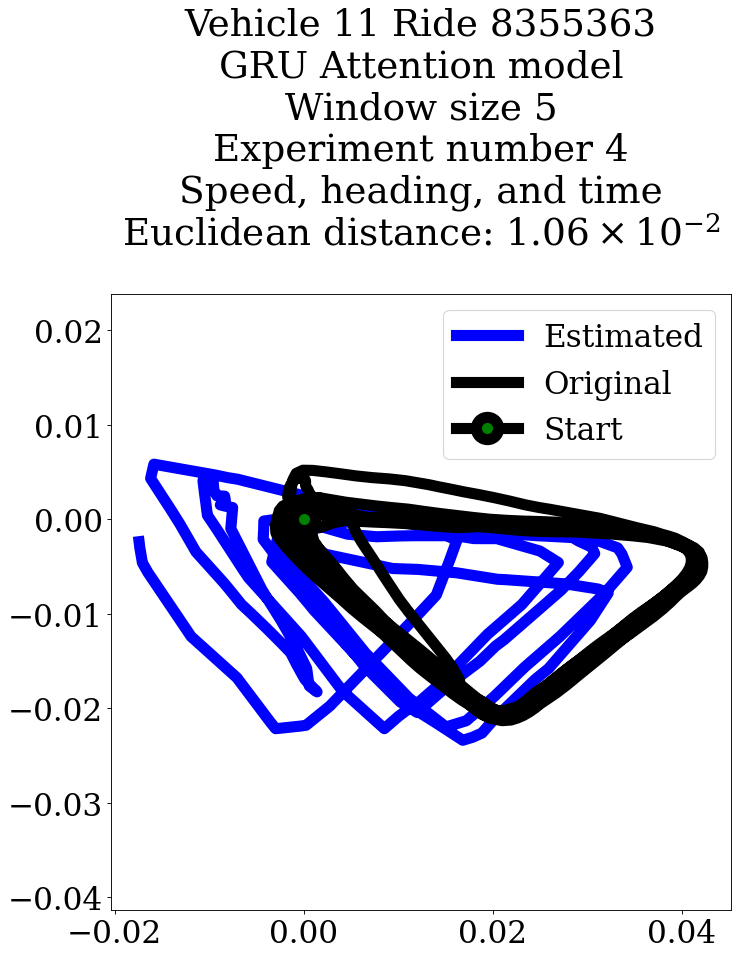 Vehicle 11 Ride 8355363
GRU Attention model
Window size 5
Experiment number 4
Speed, heading, and time
Euclidean distance: 1.06 × 10⁻²
Estimated
Original
Start
0.02
0.01
0.00
−0.01
−0.02
−0.03
−0.04
−0.02 0.00 0.02 0.04